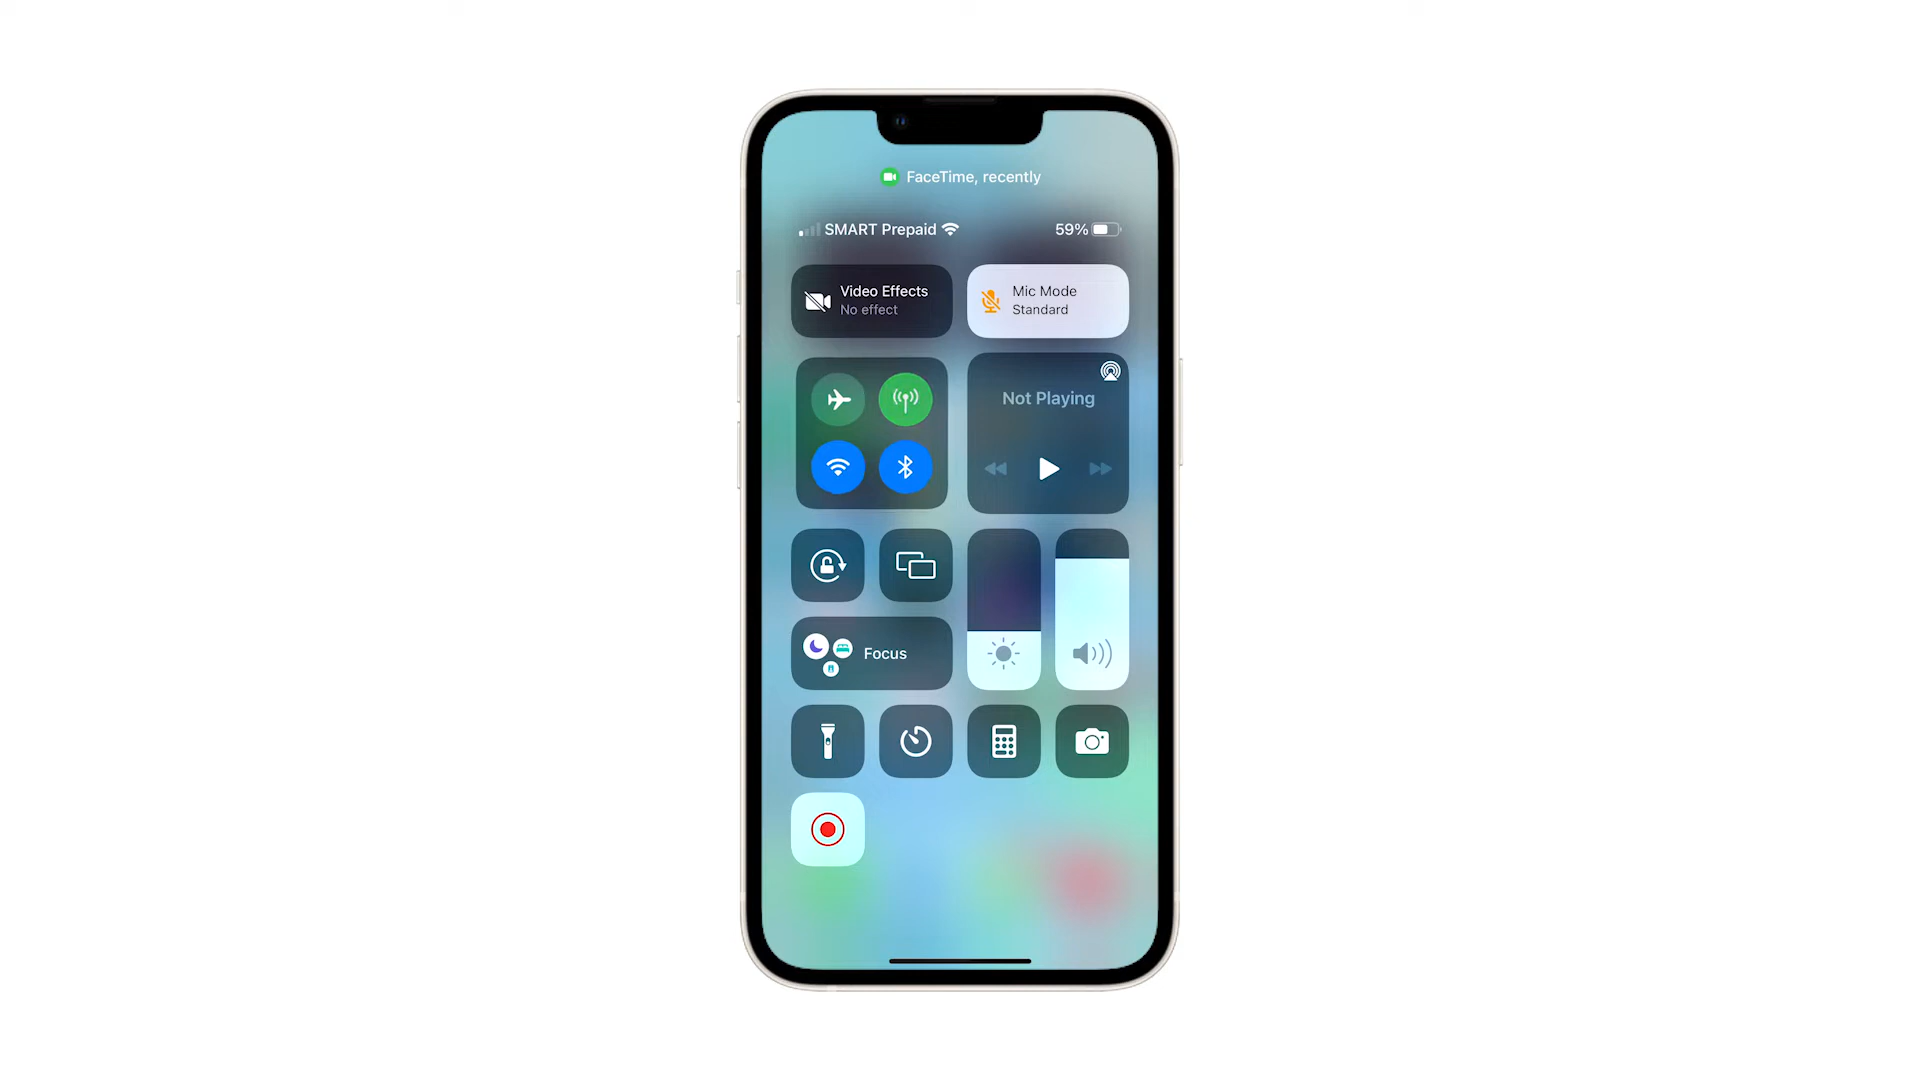 FaceTime, recently
SMART Prepaid 59%
Video Effects
No effect
Mic Mode
Standard
Not Playing
Focus